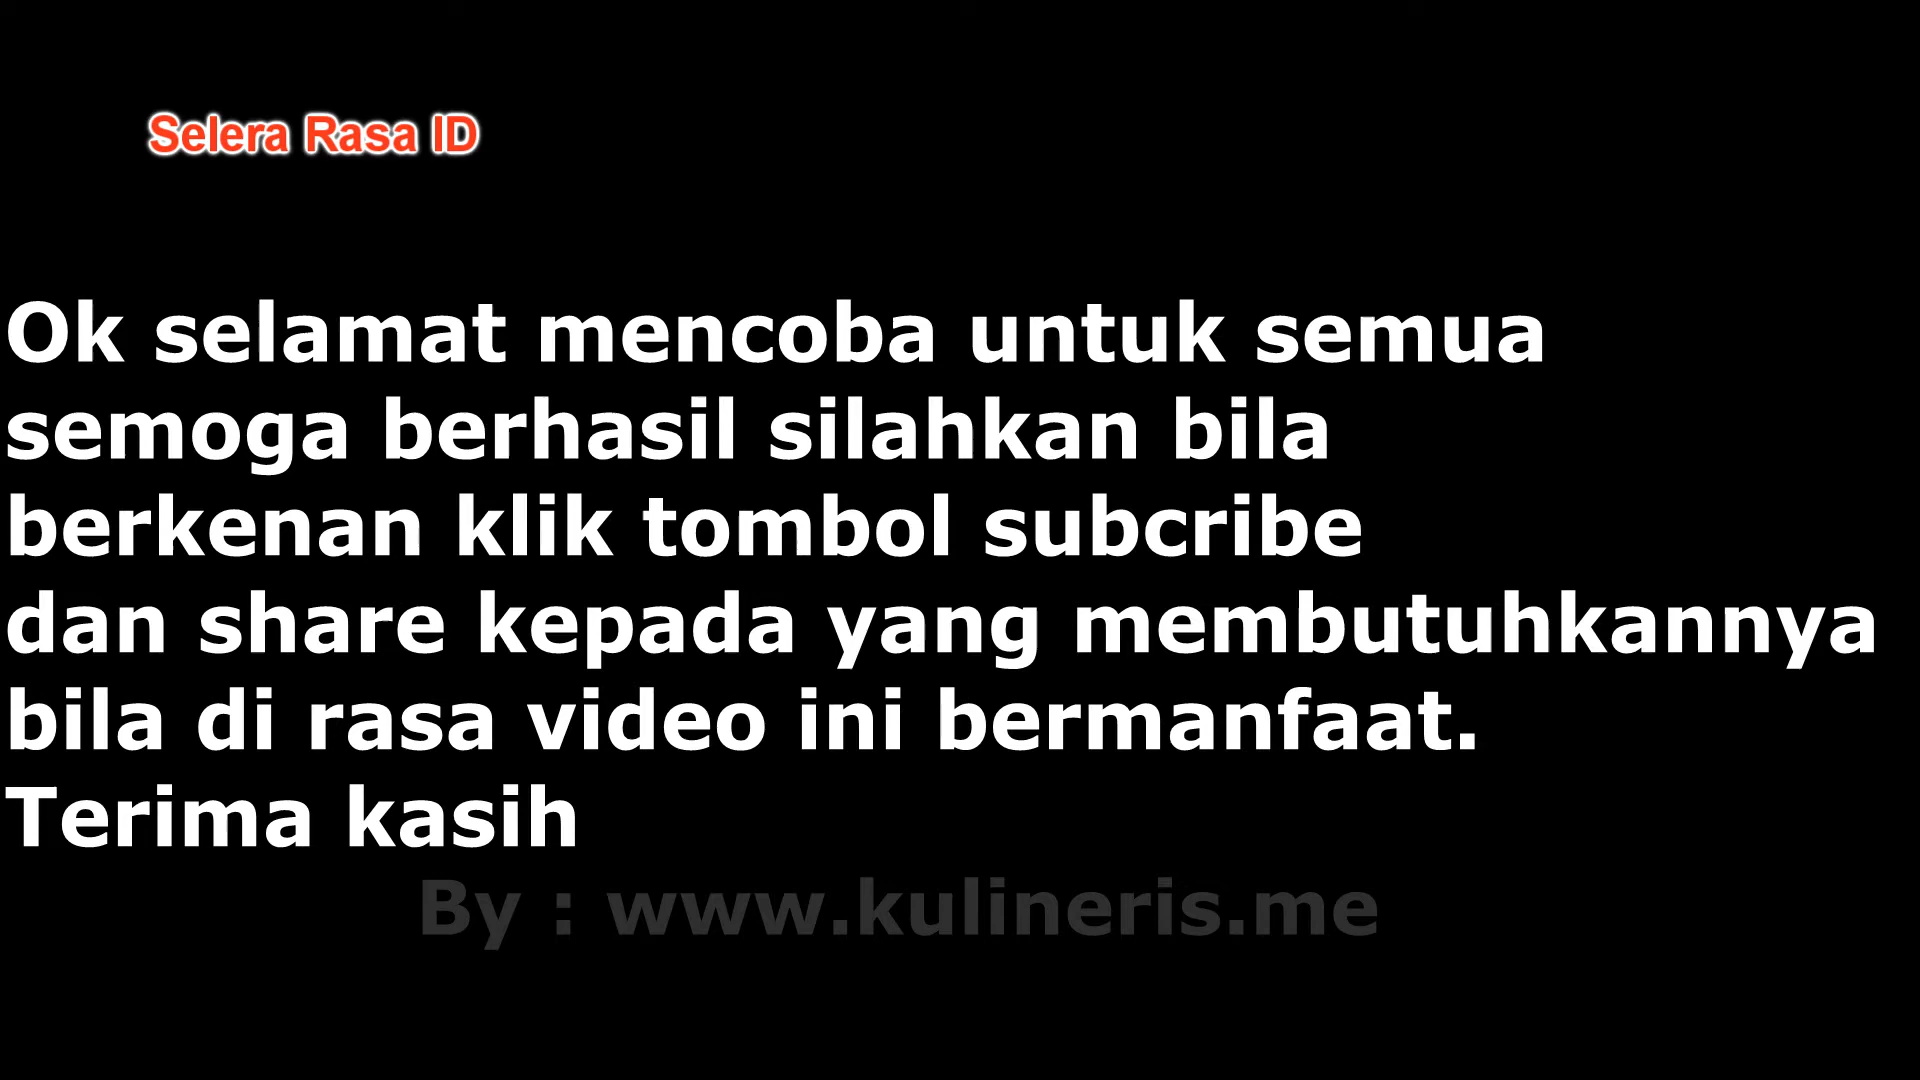 Selera Rasa ID
Ok selamat mencoba untuk semua
semoga berhasil silahkan bila
berkenan klik tombol subcribe
dan share kepada yang membutuhkannya
bila di rasa video ini bermanfaat.
Terima kasih
By : www.kulineris.me